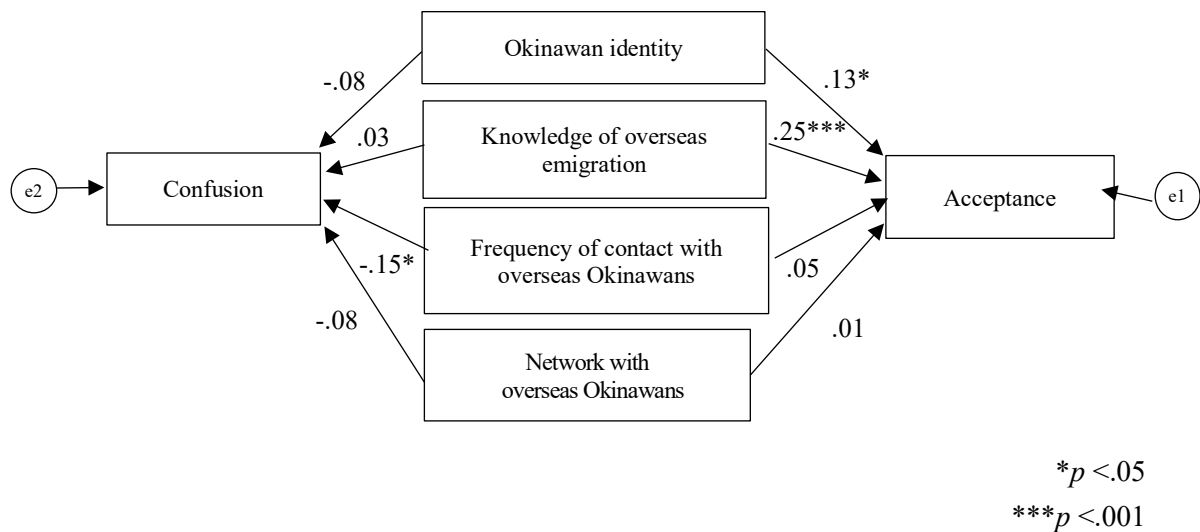 Okinawan identity
-.08
.13*
Knowledge of overseas
emigration
.03
.25***
e2
Confusion
Acceptance
e1
Frequency of contact with
overseas Okinawans
-.15*
.05
-.08
.01
Network with
overseas Okinawans
*p <.05
***p <.001